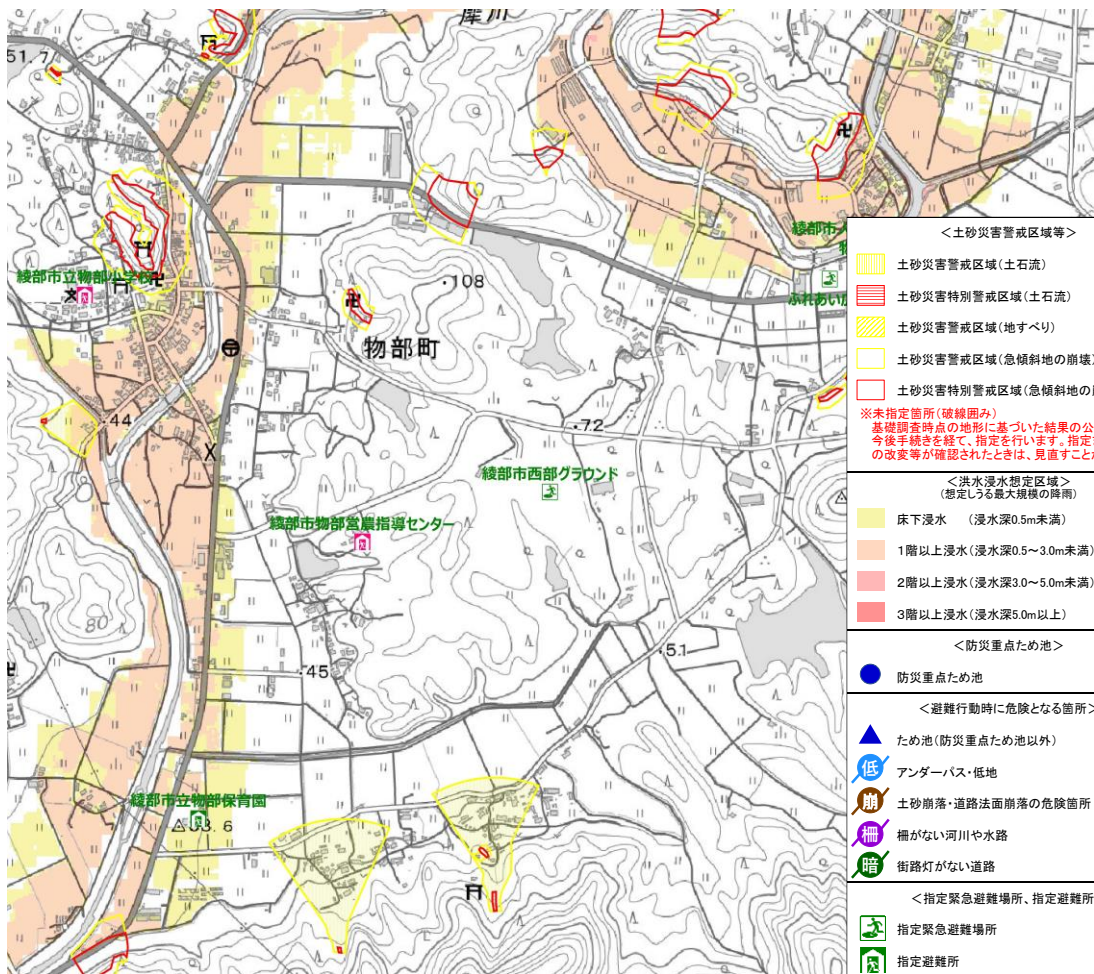 犀川
51.7
100
綾部市立物部小学校
108
物部町
44
72
綾部市西部グラウンド
綾部市物部営農指導センター
80
45
51
綾部市立物部保育園
綾部市人
物
ふれあい
<土砂災害警戒区域等>
土砂災害警戒区域(土石流)
土砂災害特別警戒区域(土石流)
土砂災害警戒区域(地すべり)
土砂災害警戒区域(急傾斜地の崩壊)
土砂災害特別警戒区域(急傾斜地の
※未指定箇所(破線囲み)
基礎調査時点の地形に基づいた結果の公
今後手続きを経て、指定を行います。指定
の改変等が確認されたときは、見直すこと
<洪水浸水想定区域>
(想定しうる最大規模の降雨)
床下浸水 (浸水深0.5m未満)
1階以上浸水(浸水深0.5~3.0m未満)
2階以上浸水(浸水深3.0~5.0m未満)
3階以上浸水(浸水深5.0m以上)
<防災重点ため池>
防災重点ため池
<避難行動時に危険となる箇所>
ため池(防災重点ため池以外)
低 アンダーパス・低地
崩 土砂崩落・道路法面崩落の危険箇所
柵 柵がない河川や水路
暗 街路灯がない道路
<指定緊急避難場所、指定避難所
指定緊急避難場所
指定避難所